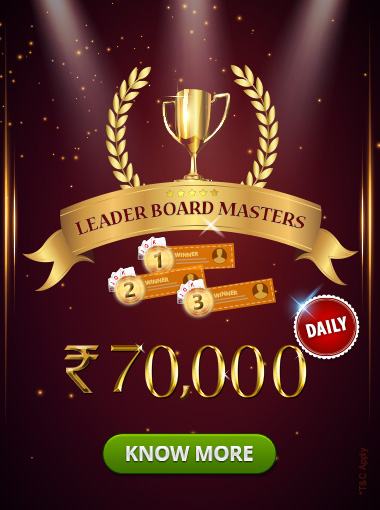 LEADER BOARD MASTERS
1 WINNER
2 WINNER
3 WINNER
DAILY
₹ 70,000
KNOW MORE
*T&C Apply